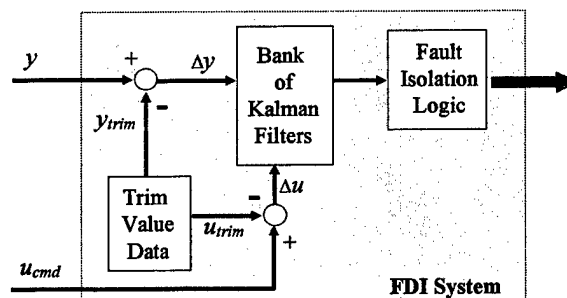 y
+
Δy
-
y_trim
Bank
of
Kalman
Filters
Fault
Isolation
Logic
Trim
Value
Data
u_trim
-
Δu
+
u_cmd
FDI System